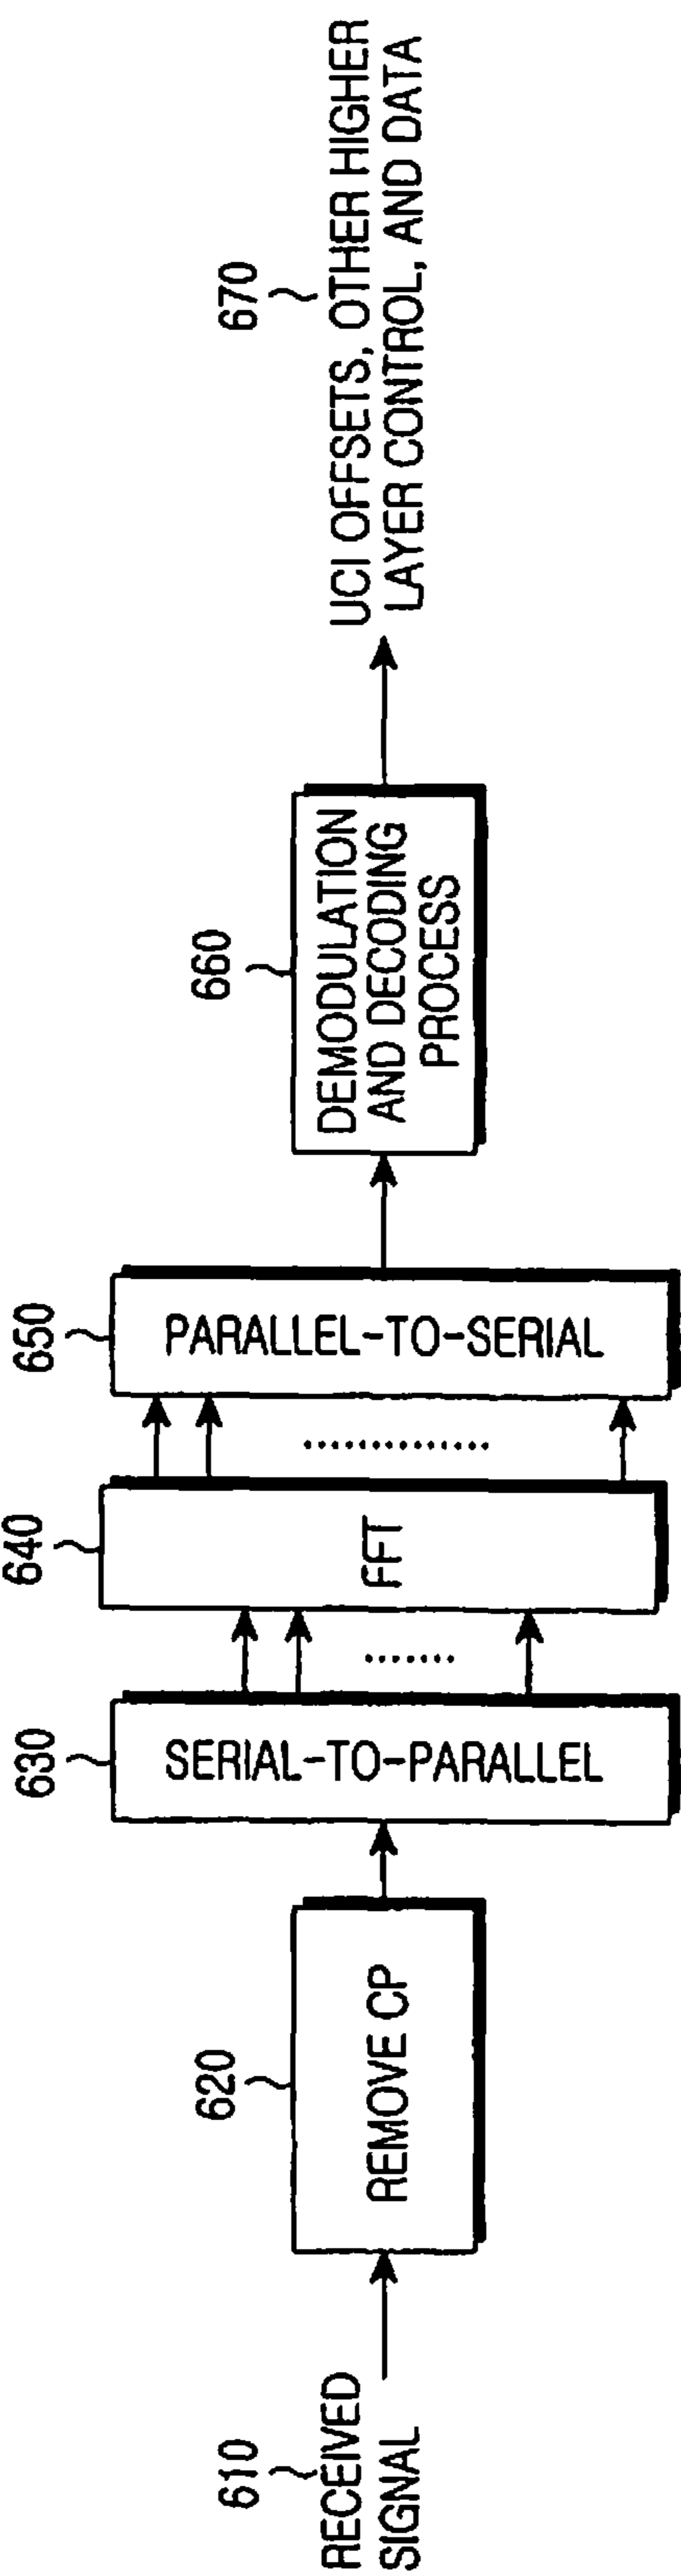 610
RECEIVED
SIGNAL
620
REMOVE CP
630
SERIAL-TO-PARALLEL
640
FFT
650
PARALLEL-TO-SERIAL
660
DEMODULATION
AND DECODING
PROCESS
670
UCI OFFSETS, OTHER HIGHER
LAYER CONTROL, AND DATA